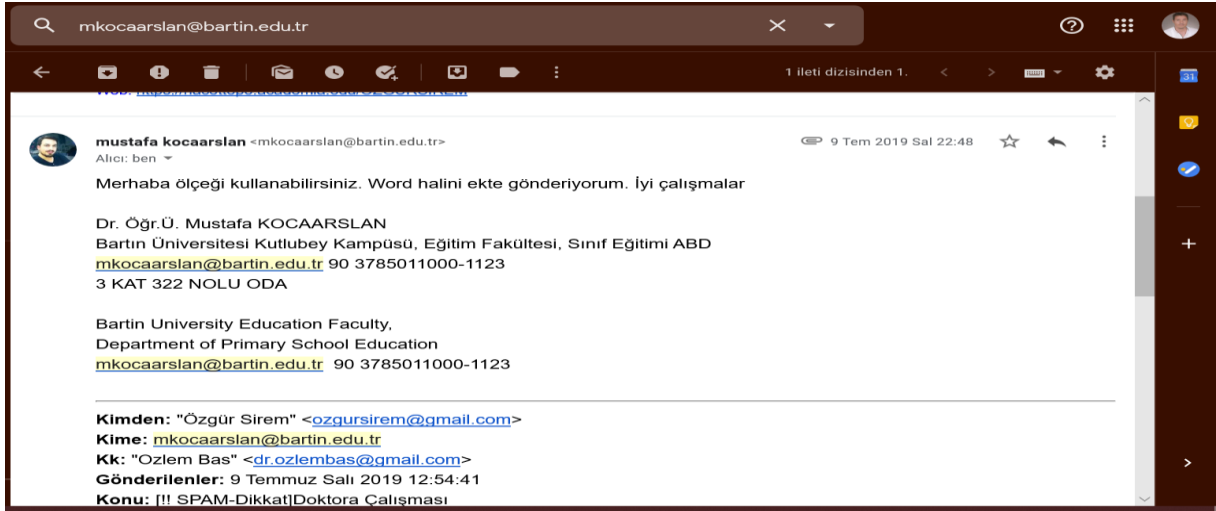 mkocaarslan@bartin.edu.tr
1 ileti dizisinden 1.
31
mustafa kocaarslan <mkocaarslan@bartin.edu.tr>
9 Tem 2019 Sal 22:48
Alıcı: ben
Merhaba ölçeği kullanabilirsiniz. Word halini ekte gönderiyorum. İyi çalışmalar
Dr. Öğr.Ü. Mustafa KOCAARSLAN
Bartın Üniversitesi Kutlubey Kampüsü, Eğitim Fakültesi, Sınıf Eğitimi ABD
mkocaarslan@bartin.edu.tr 90 3785011000-1123
3 KAT 322 NOLU ODA
Bartin University Education Faculty,
Department of Primary School Education
mkocaarslan@bartin.edu.tr 90 3785011000-1123
Kimden: "Özgür Sirem" <ozgursirem@gmail.com>
Kime: mkocaarslan@bartin.edu.tr
Kk: "Ozlem Bas" <dr.ozlembas@gmail.com>
Gönderilenler: 9 Temmuz Salı 2019 12:54:41
Konu: [!! SPAM-Dikkat]Doktora Çalışması